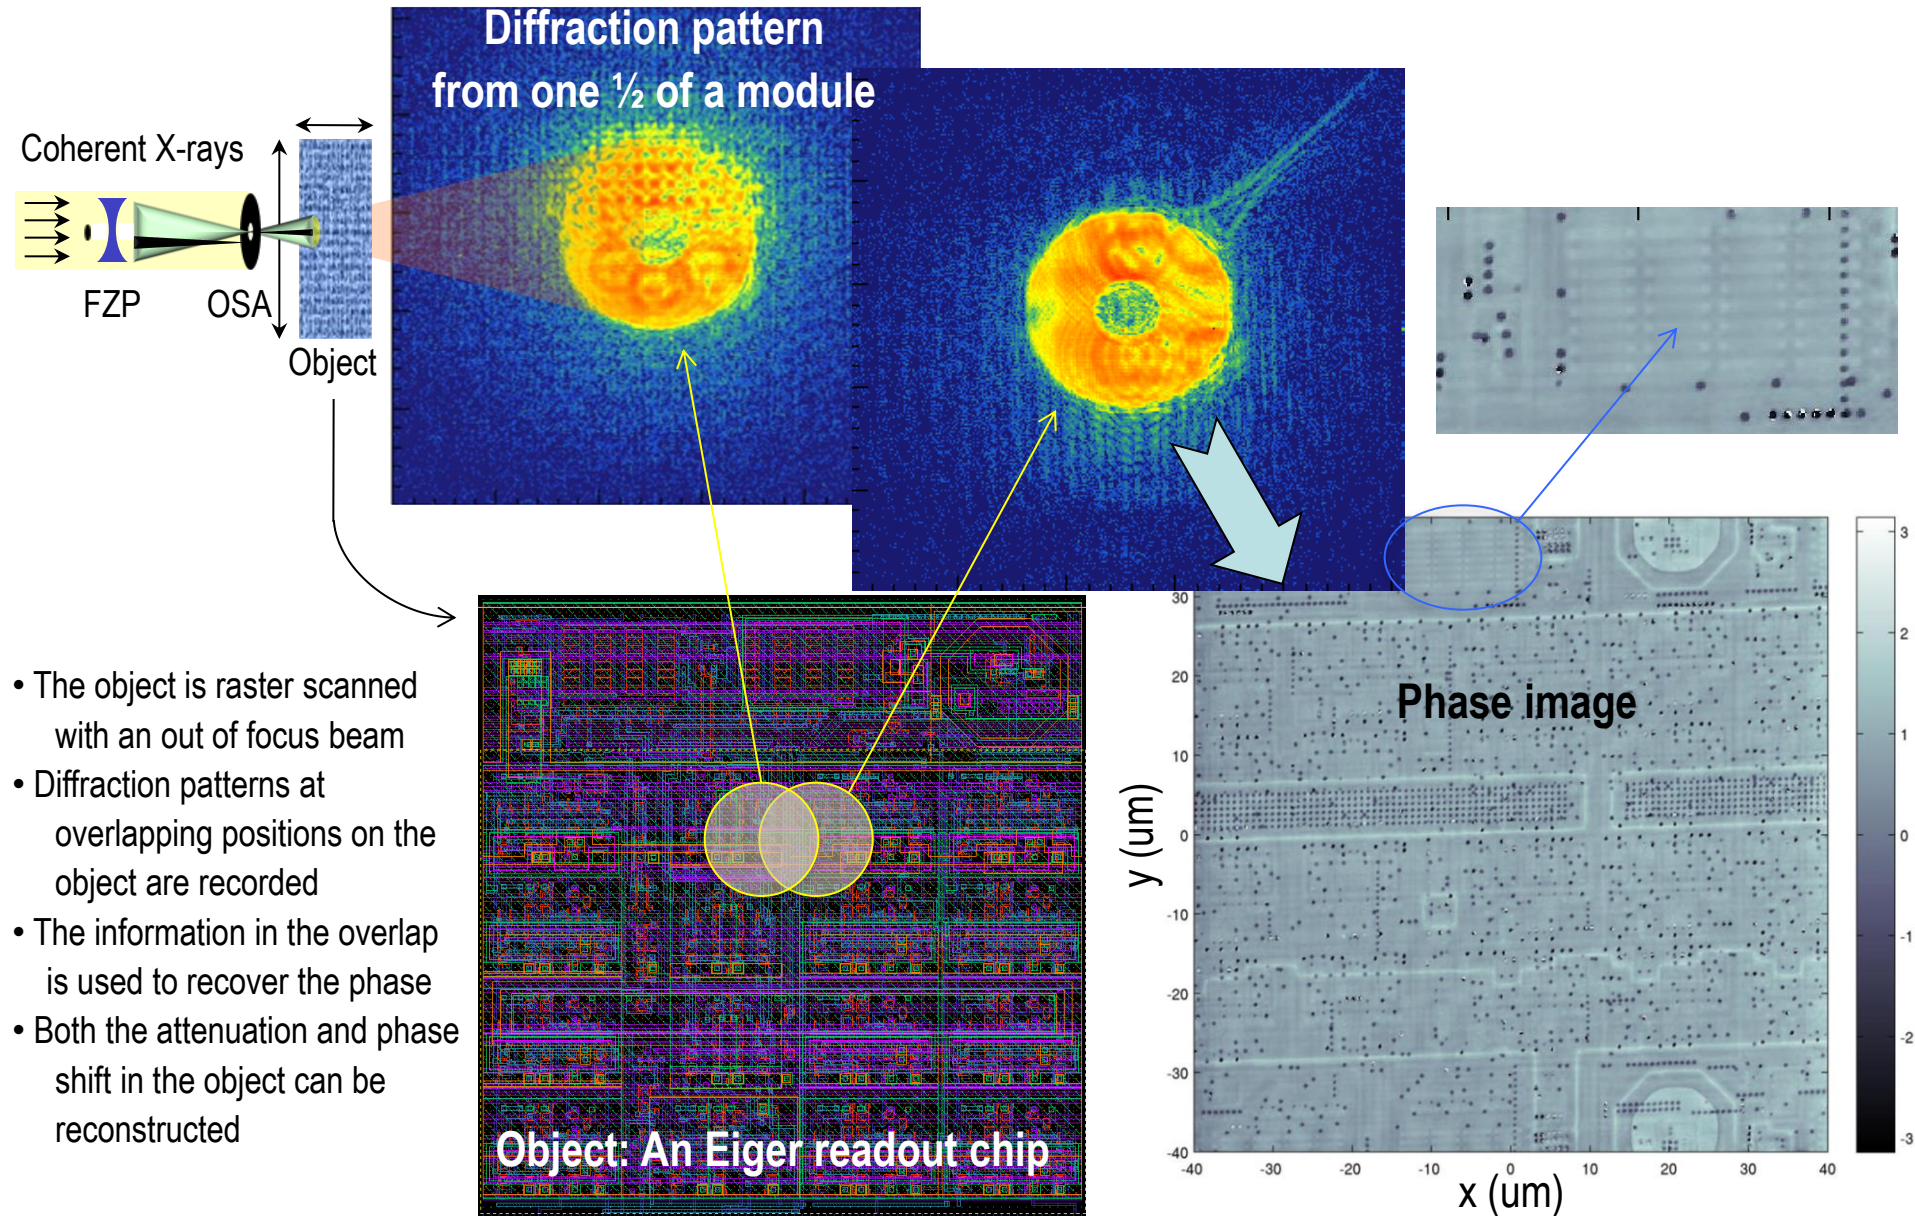 Diffraction pattern
from one ½ of a module
Coherent X-rays
FZP
OSA
Object
• The object is raster scanned
with an out of focus beam
• Diffraction patterns at
overlapping positions on the
object are recorded
• The information in the overlap
is used to recover the phase
• Both the attenuation and phase
shift in the object can be
reconstructed
Object: An Eiger readout chip
Phase image
y (um)
30
20
10
0
-10
-20
-30
-40
-40
-30
-20
-10
0
10
20
30
40
x (um)
3
2
1
0
-1
-2
-3